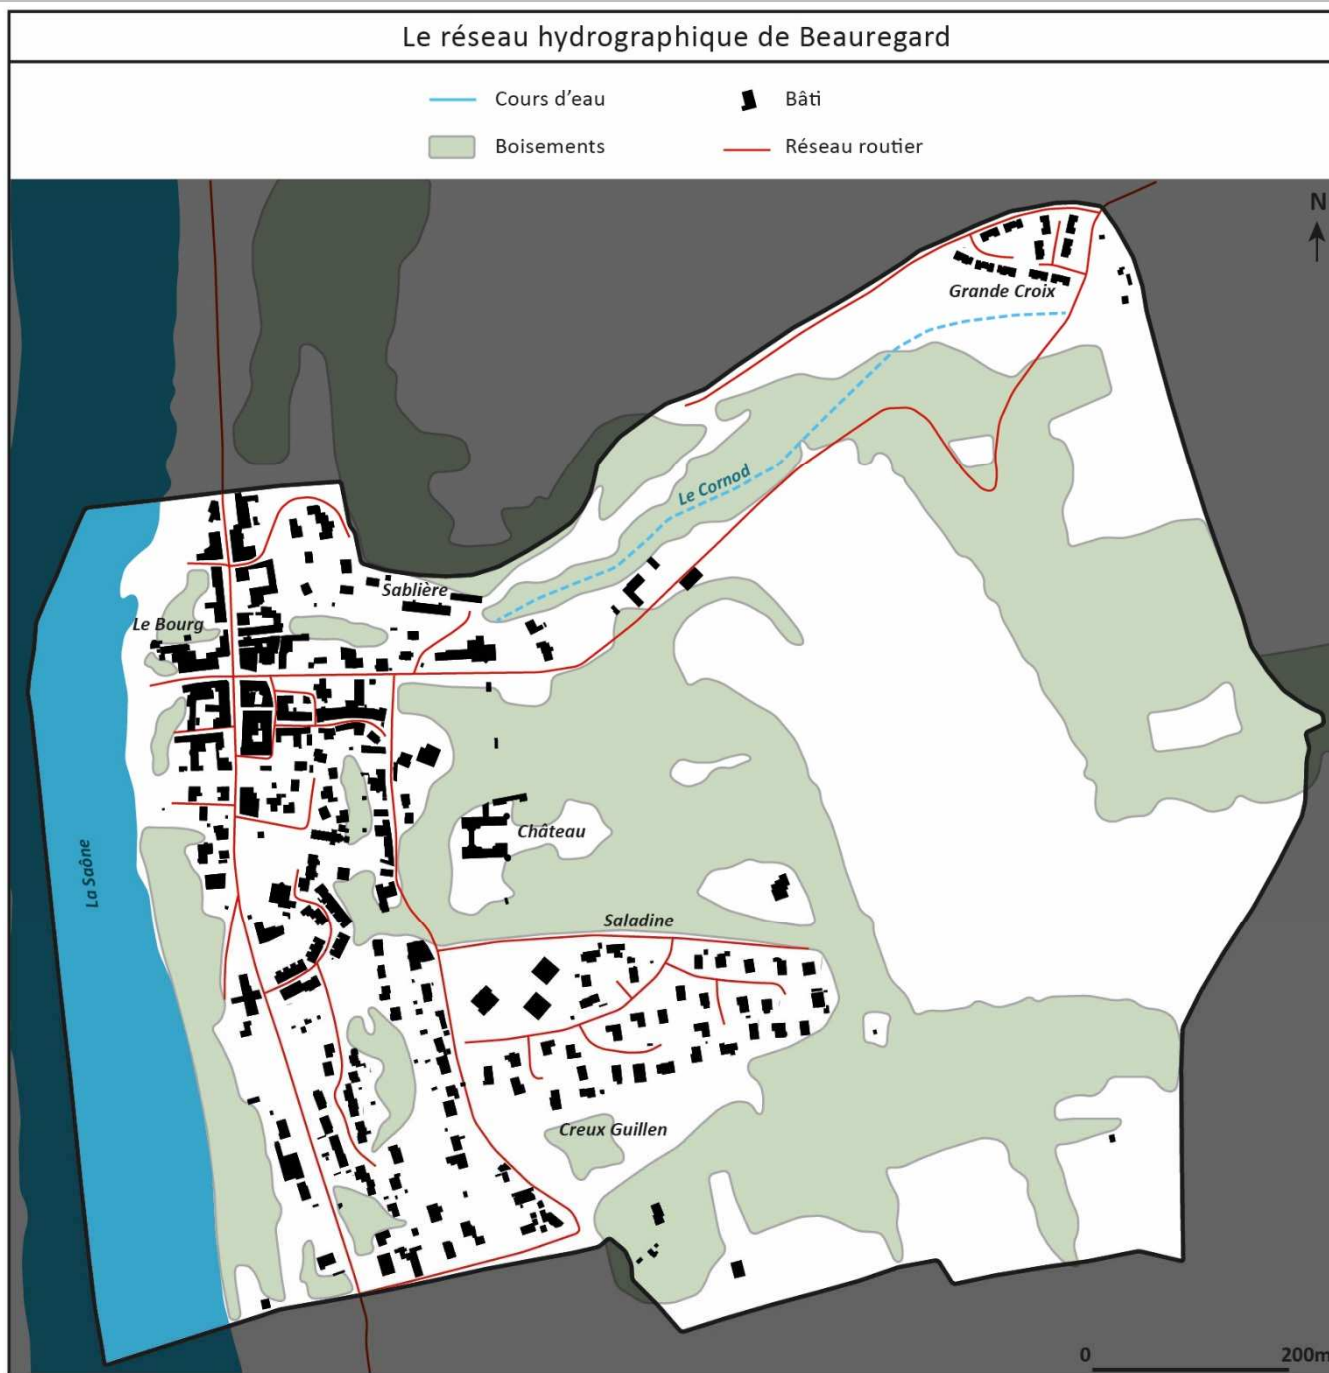 Le réseau hydrographique de Beauregard
Cours d'eau
Bâti
Boisements
Réseau routier
N
Grande Croix
Le Cornod
Sablière
Le Bourg
Château
La Saône
Saladine
Creux Guillen
0
200m